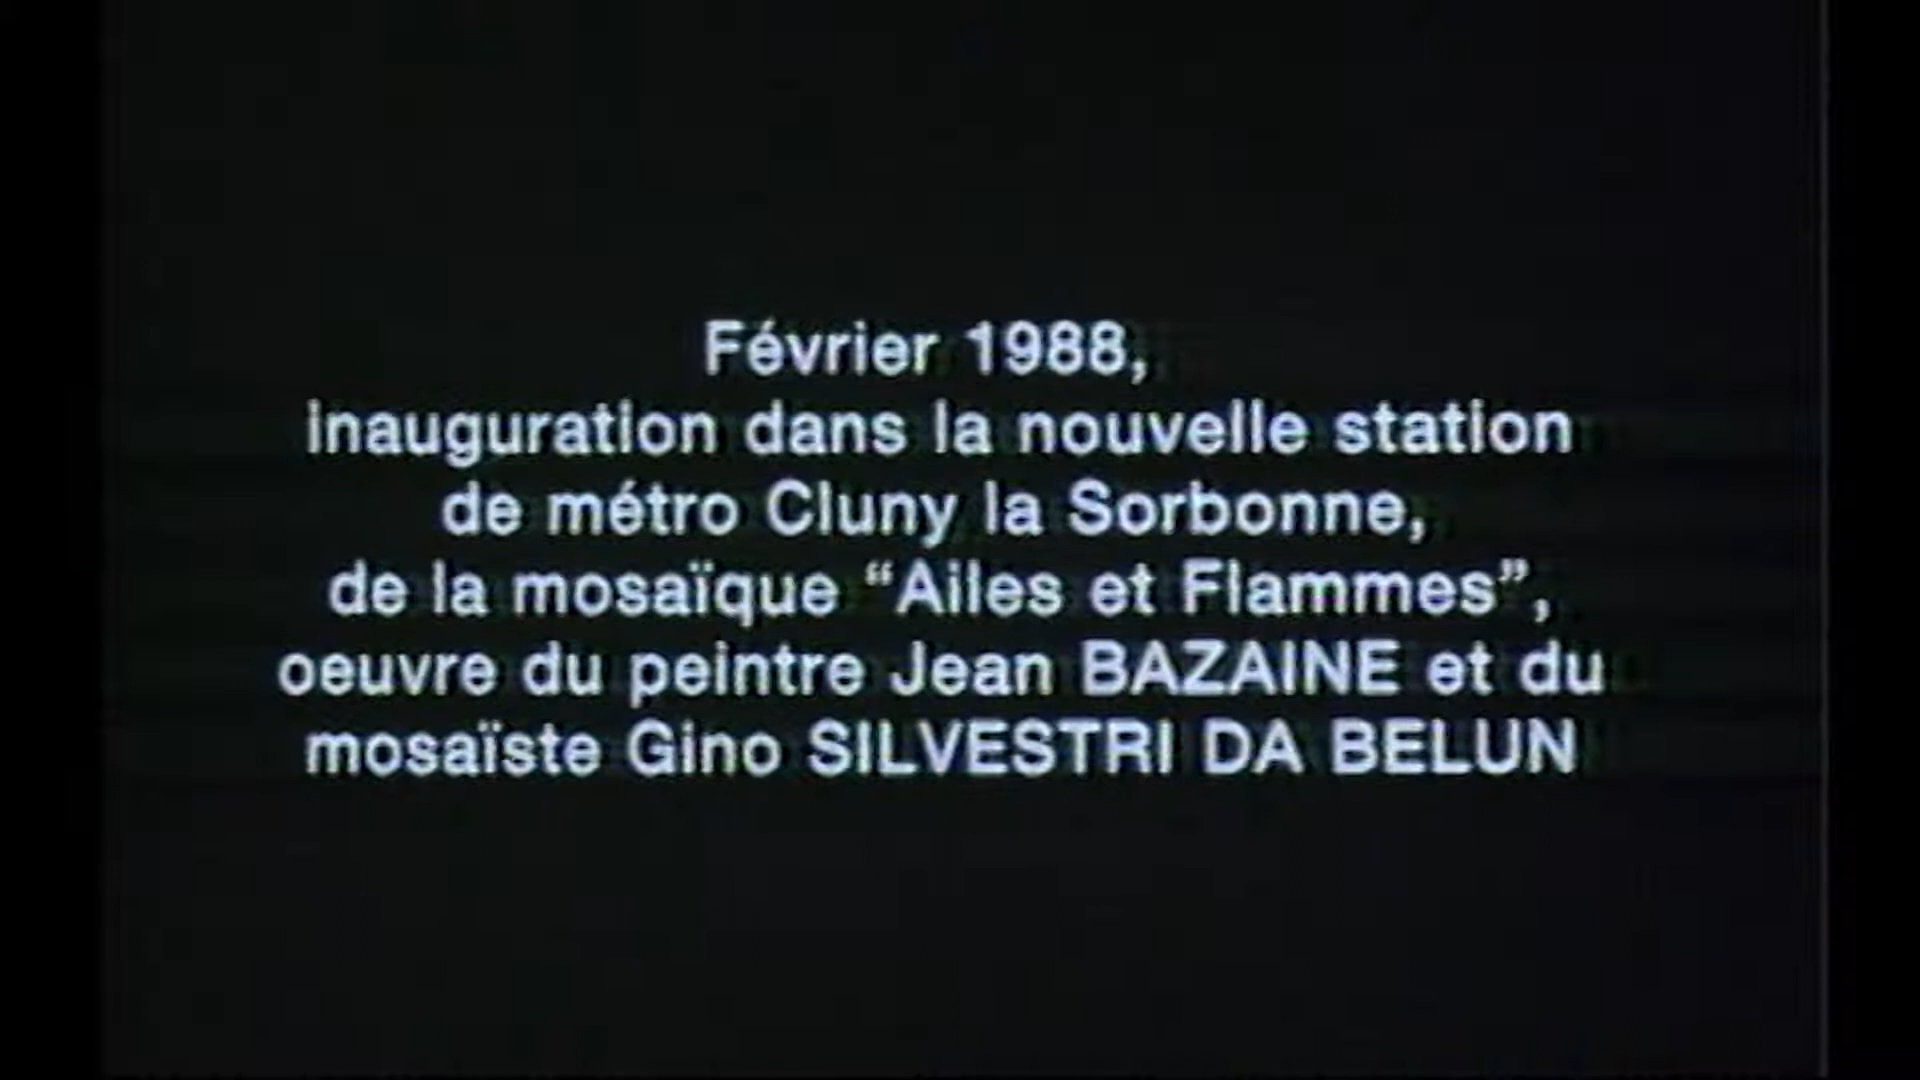 Février 1988,
inauguration dans la nouvelle station
de métro Cluny la Sorbonne,
de la mosaïque “Ailes et Flammes”,
oeuvre du peintre Jean BAZAINE et du
mosaïste Gino SILVESTRI DA BELUN